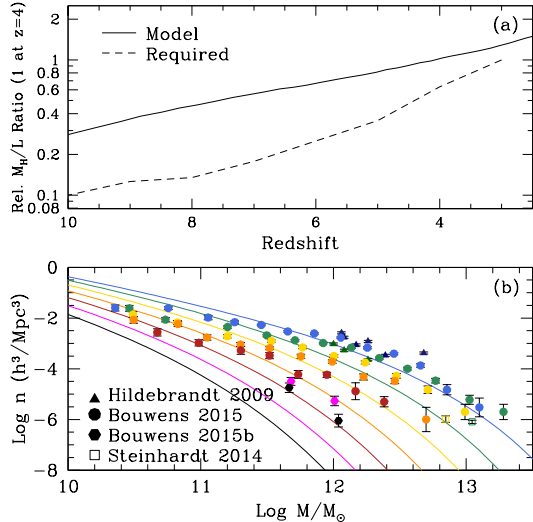 (a)
Model
Required
Rel. M_H/L Ratio (1 at z=4)
2
1
0.8
0.6
0.4
0.2
0.1
0.08
10 8 6 4
Redshift
(b)
0
−2
−4
−6
−8
Log n (h³/Mpc³)
Hildebrandt 2009
Bouwens 2015
Bouwens 2015b
Steinhardt 2014
10 11 12 13
Log M/M⊙